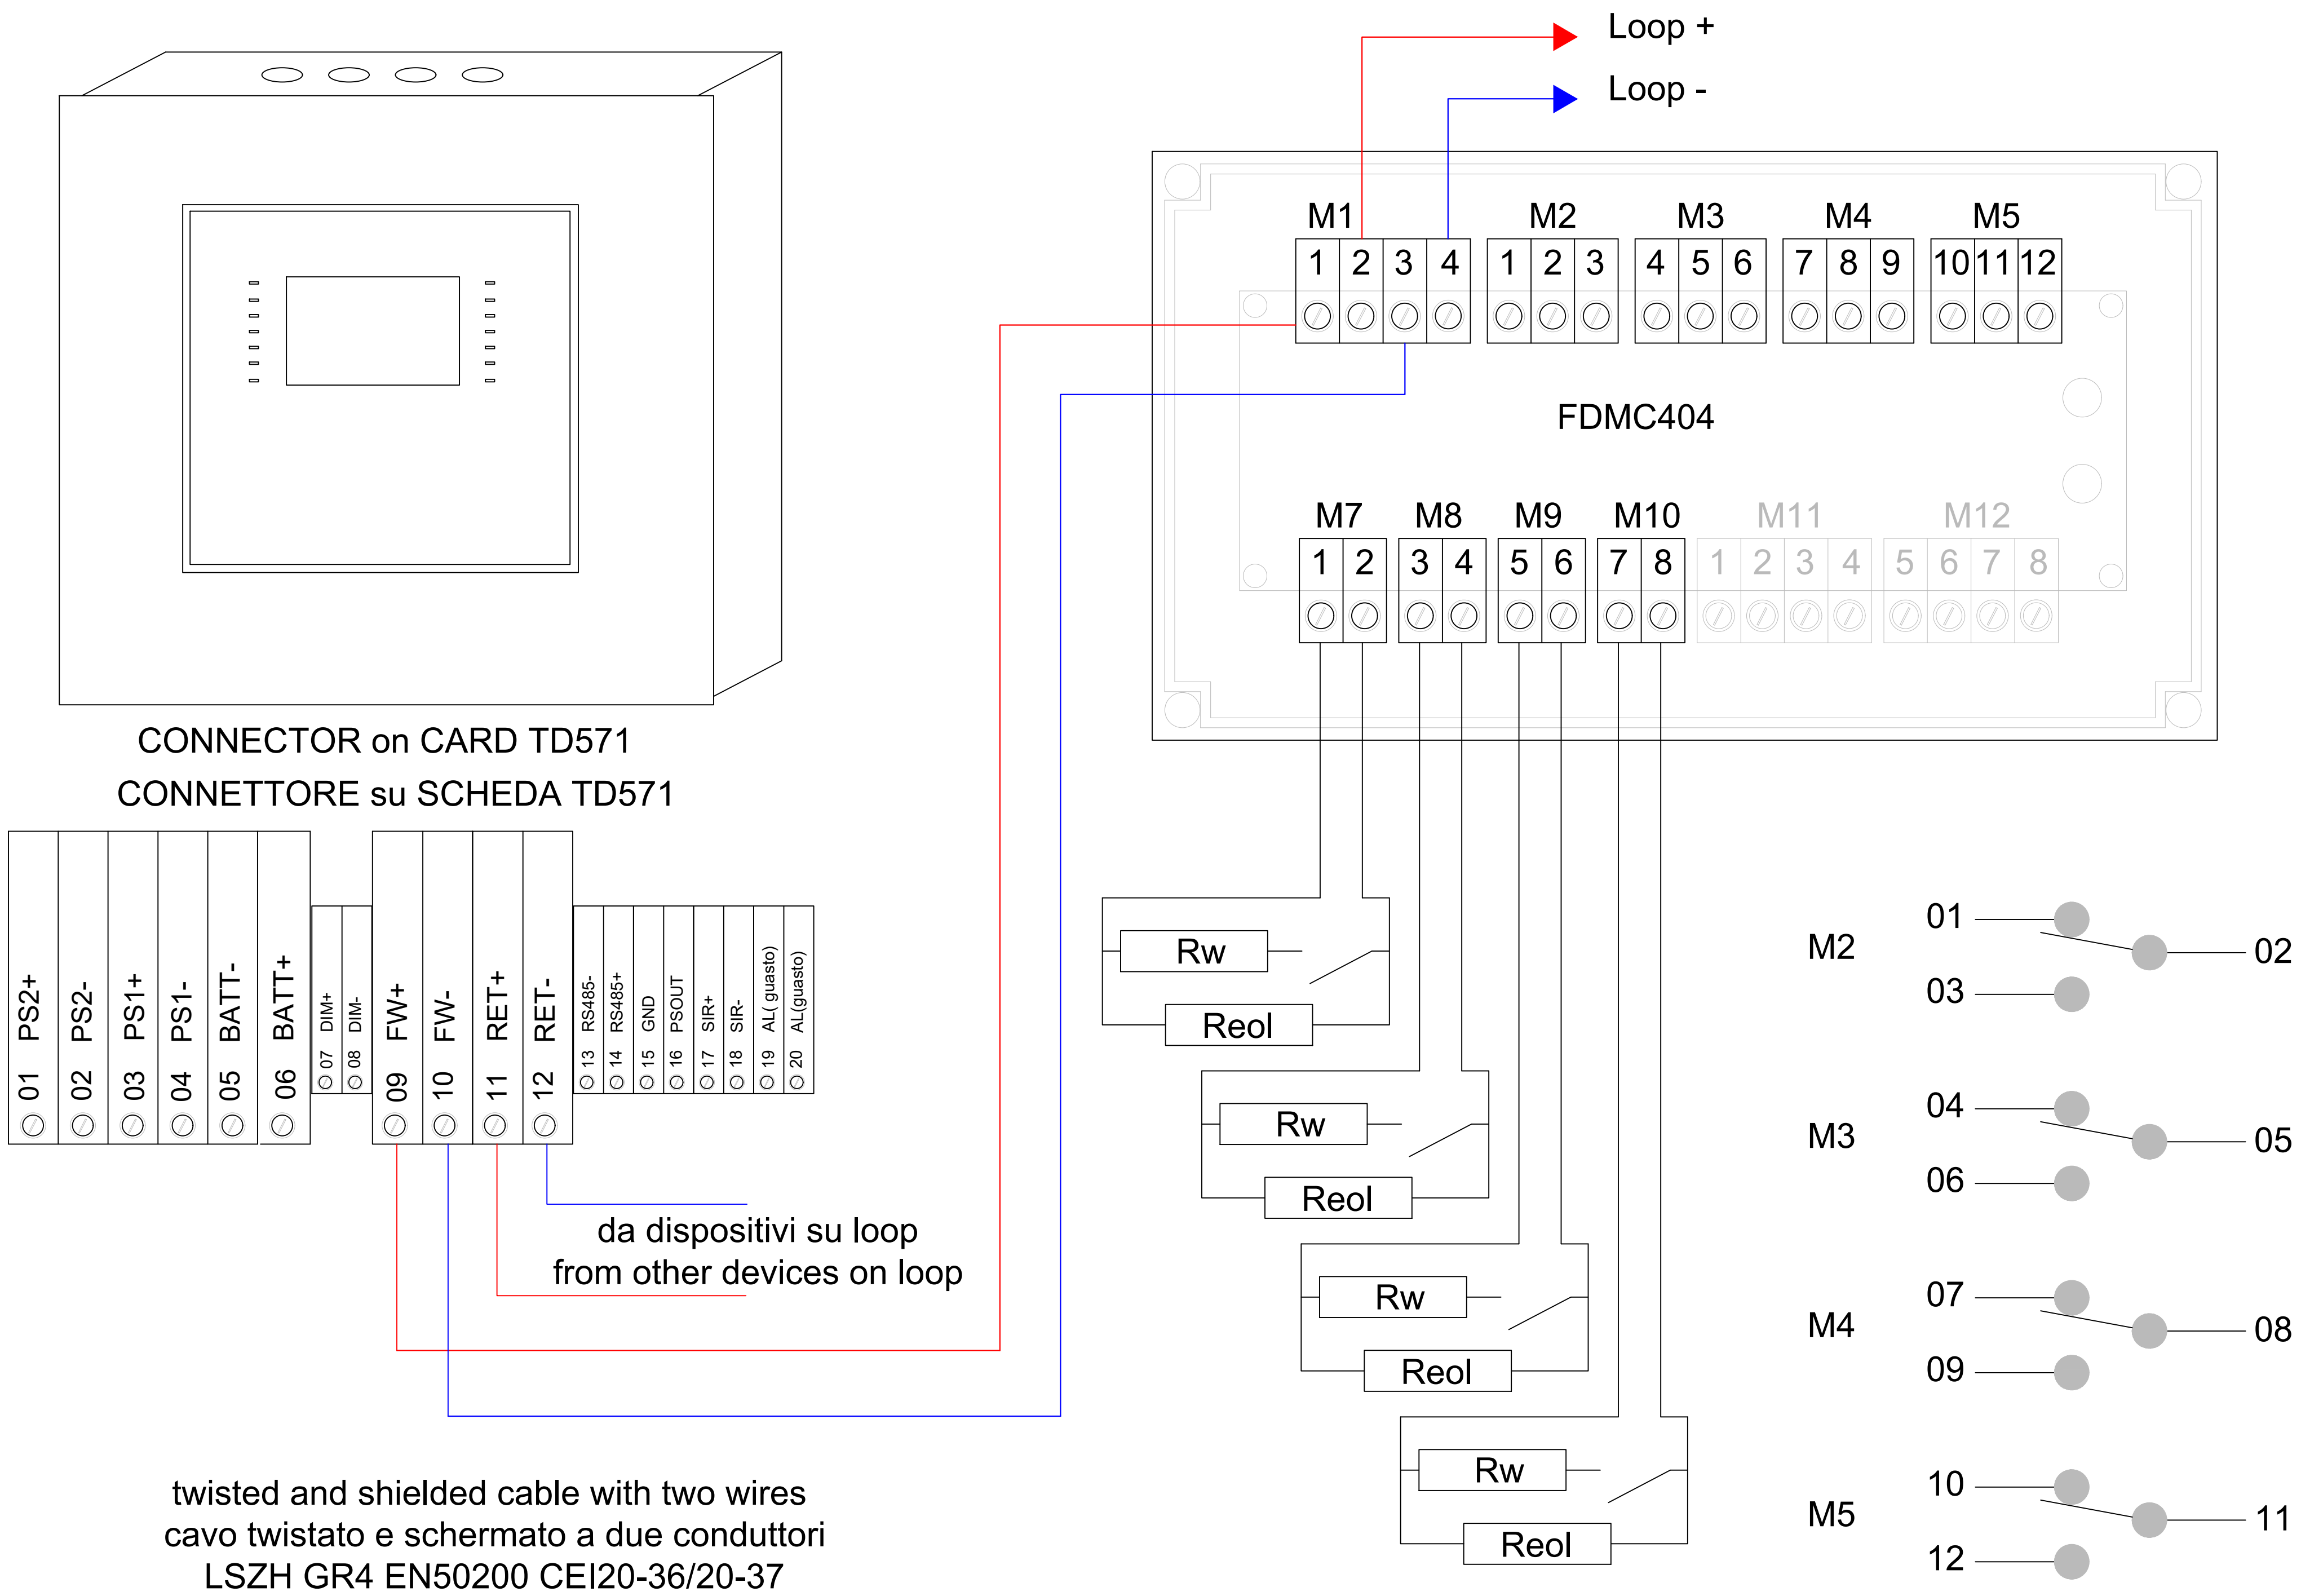 Loop +
Loop -
M1 M2 M3 M4 M5
1 2 3 4 1 2 3 4 5 6 7 8 9 10 11 12
FDMC404
M7 M8 M9 M10 M11 M12
1 2 3 4 5 6 7 8 1 2 3 4 5 6 7 8
CONNECTOR on CARD TD571
CONNETTORE su SCHEDA TD571
01 PS2+
02 PS2-
03 PS1+
04 PS1-
05 BATT-
06 BATT+
07 DIM+
08 DIM-
09 FW+
10 FW-
11 RET+
12 RET-
13 RS485-
14 RS485+
15 GND
16 PSOUT
17 SIR+
18 SIR-
19 AL( guasto)
20 AL(guasto)
da dispositivi su loop
from other devices on loop
twisted and shielded cable with two wires
cavo twistato e schermato a due conduttori
LSZH GR4 EN50200 CEI20-36/20-37
Rw
Reol
Rw
Reol
Rw
Reol
Rw
Reol
M2
01
02
03
M3
04
05
06
M4
07
08
09
M5
10
11
12